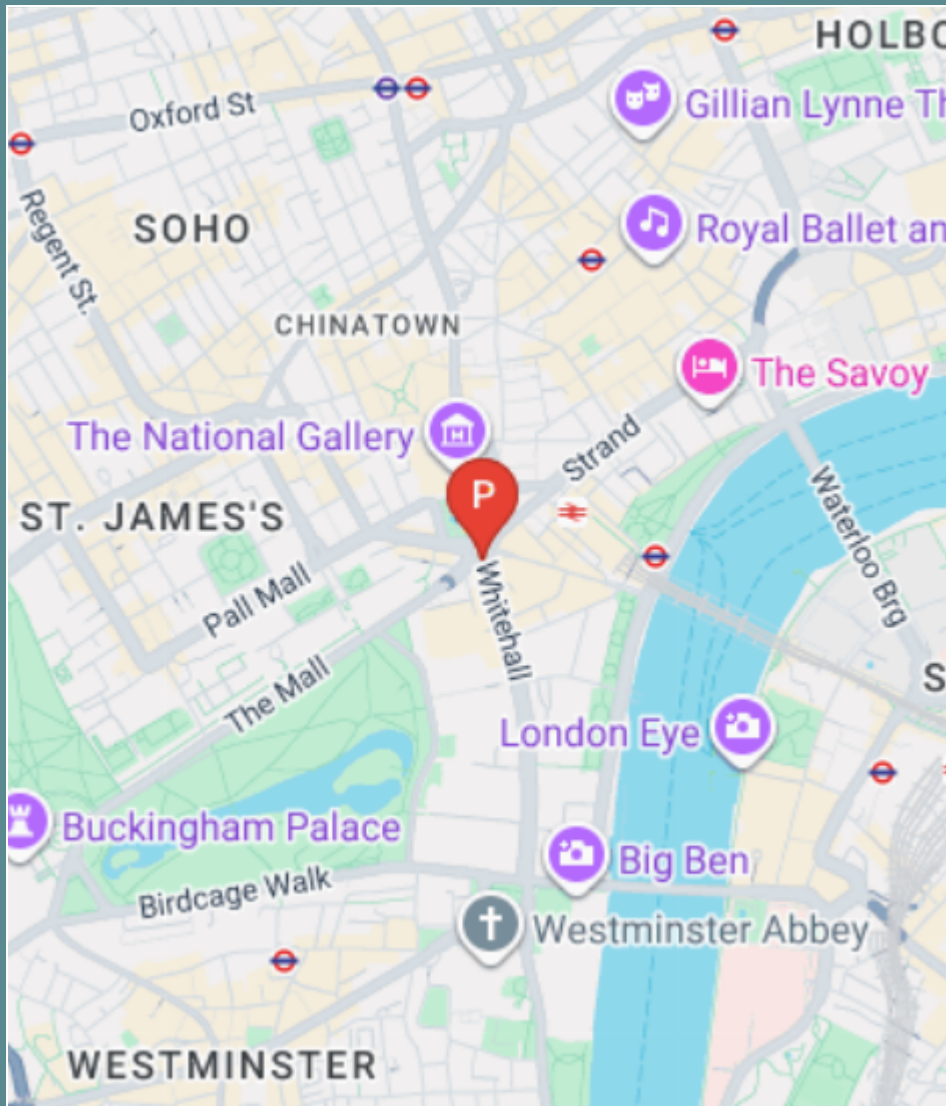 HOLBO
Gillian Lynne Th
Oxford St
Royal Ballet an
Regent St.
SOHO
CHINATOWN
The Savoy
The National Gallery
Strand
P
ST. JAMES'S
Waterloo Brg
Pall Mall
Whitehall
The Mall
S
London Eye
Buckingham Palace
Big Ben
Birdcage Walk
Westminster Abbey
WESTMINSTER